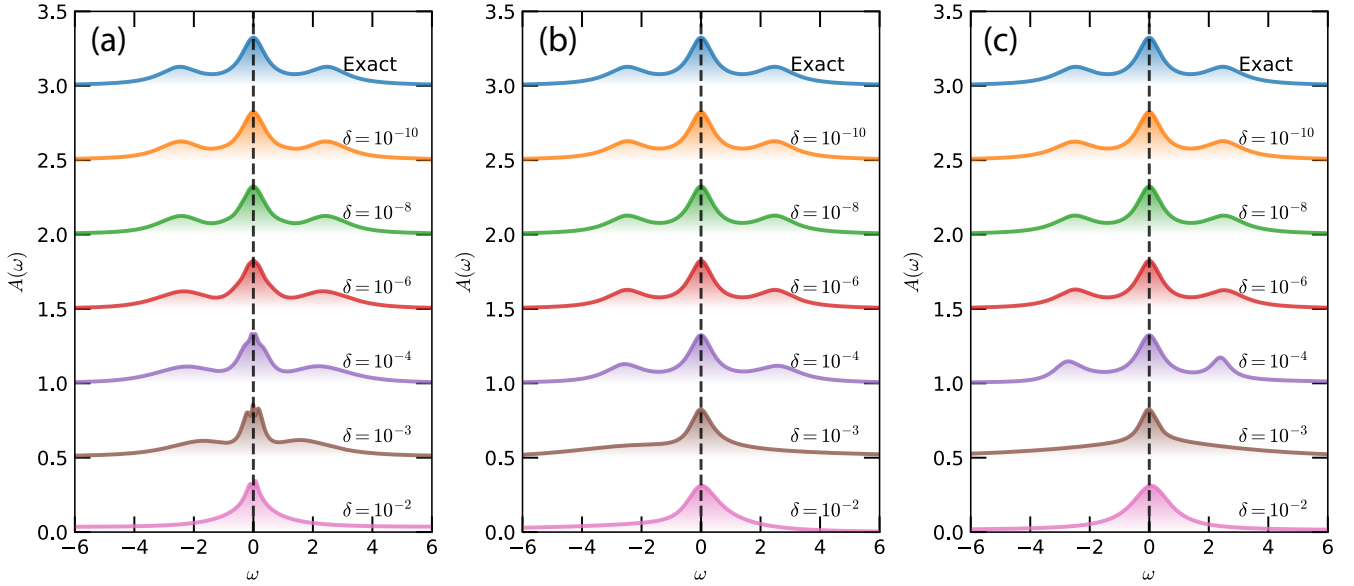 (a)
3.5
3.0
2.5
2.0
1.5
1.0
0.5
0.0
A(ω)
Exact
δ = 10⁻¹⁰
δ = 10⁻⁸
δ = 10⁻⁶
δ = 10⁻⁴
δ = 10⁻³
δ = 10⁻²
−6 −4 −2 0 2 4 6
ω
(b)
3.5
3.0
2.5
2.0
1.5
1.0
0.5
0.0
A(ω)
Exact
δ = 10⁻¹⁰
δ = 10⁻⁸
δ = 10⁻⁶
δ = 10⁻⁴
δ = 10⁻³
δ = 10⁻²
−6 −4 −2 0 2 4 6
ω
(c)
3.5
3.0
2.5
2.0
1.5
1.0
0.5
0.0
A(ω)
Exact
δ = 10⁻¹⁰
δ = 10⁻⁸
δ = 10⁻⁶
δ = 10⁻⁴
δ = 10⁻³
δ = 10⁻²
−6 −4 −2 0 2 4 6
ω